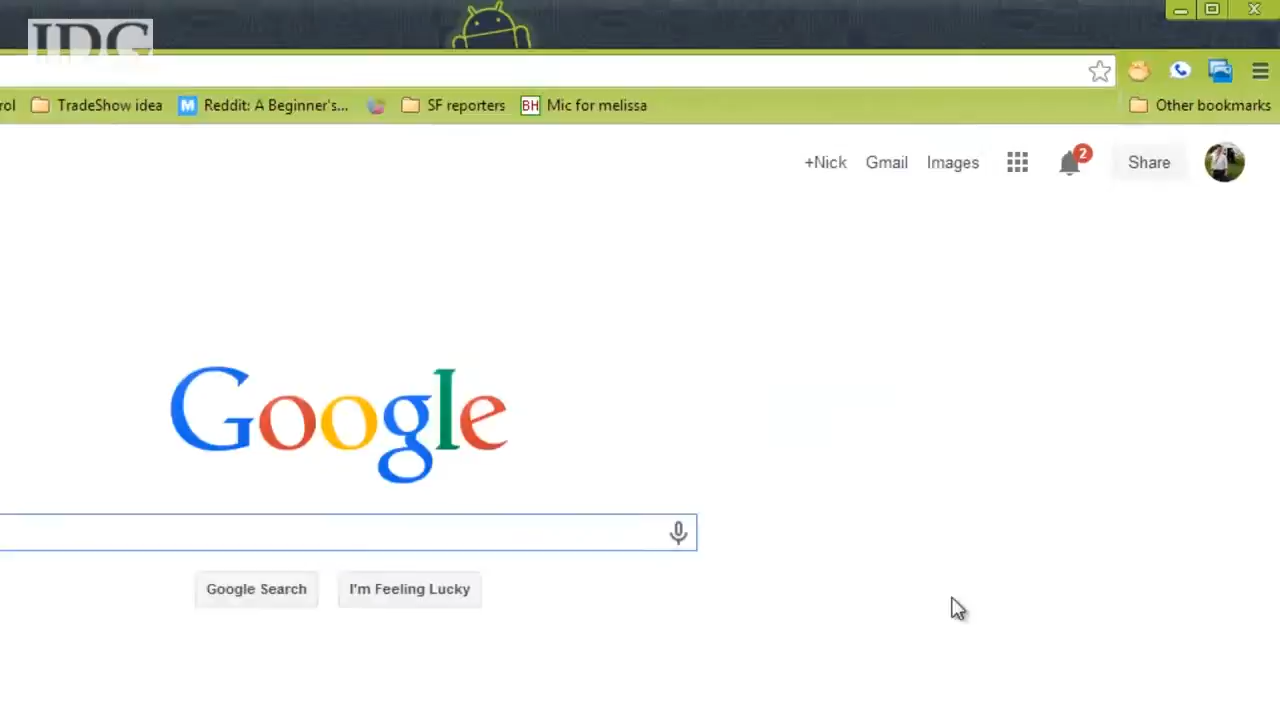 IDG
rol TradeShow idea Reddit: A Beginner's... SF reporters BH Mic for melissa Other bookmarks
+Nick Gmail Images 2 Share
Google
Google Search I'm Feeling Lucky